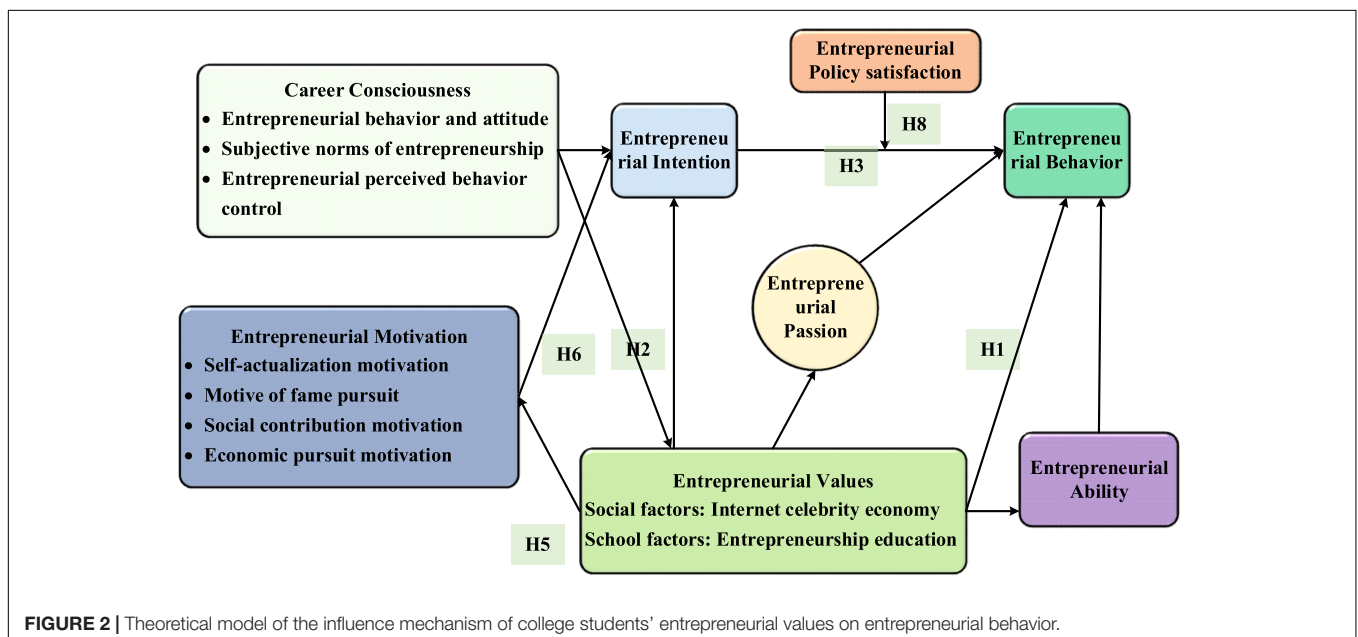 Entrepreneurial
Policy satisfaction
Career Consciousness
• Entrepreneurial behavior and attitude
• Subjective norms of entrepreneurship
• Entrepreneurial perceived behavior
control
Entrepreneu
rial Intention
H8
H3
Entrepreneu
rial Behavior
Entreprene
urial
Passion
Entrepreneurial Motivation
• Self-actualization motivation
• Motive of fame pursuit
• Social contribution motivation
• Economic pursuit motivation
H6
H2
H1
Entrepreneurial Values
Social factors: Internet celebrity economy
School factors: Entrepreneurship education
Entrepreneurial
Ability
H5
FIGURE 2 | Theoretical model of the influence mechanism of college students’ entrepreneurial values on entrepreneurial behavior.